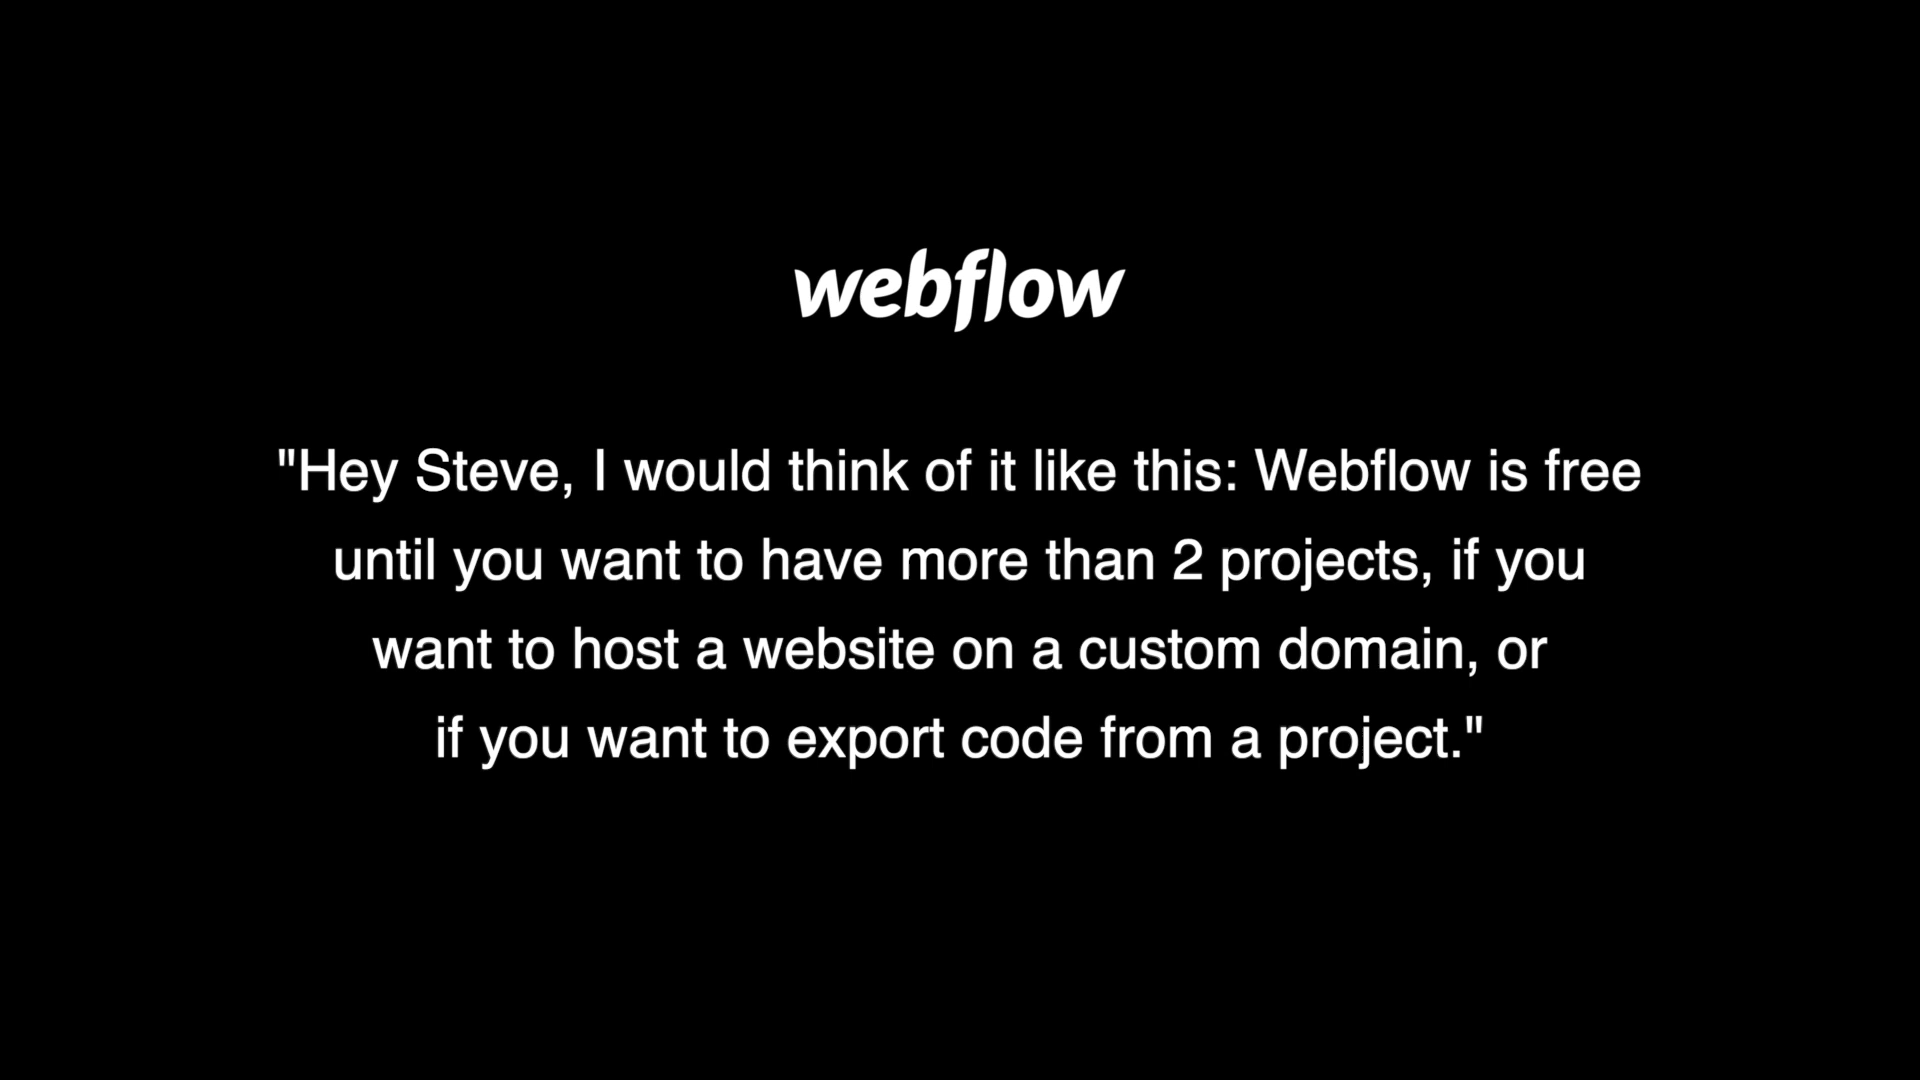 webflow
"Hey Steve, I would think of it like this: Webflow is free
until you want to have more than 2 projects, if you
want to host a website on a custom domain, or
if you want to export code from a project."